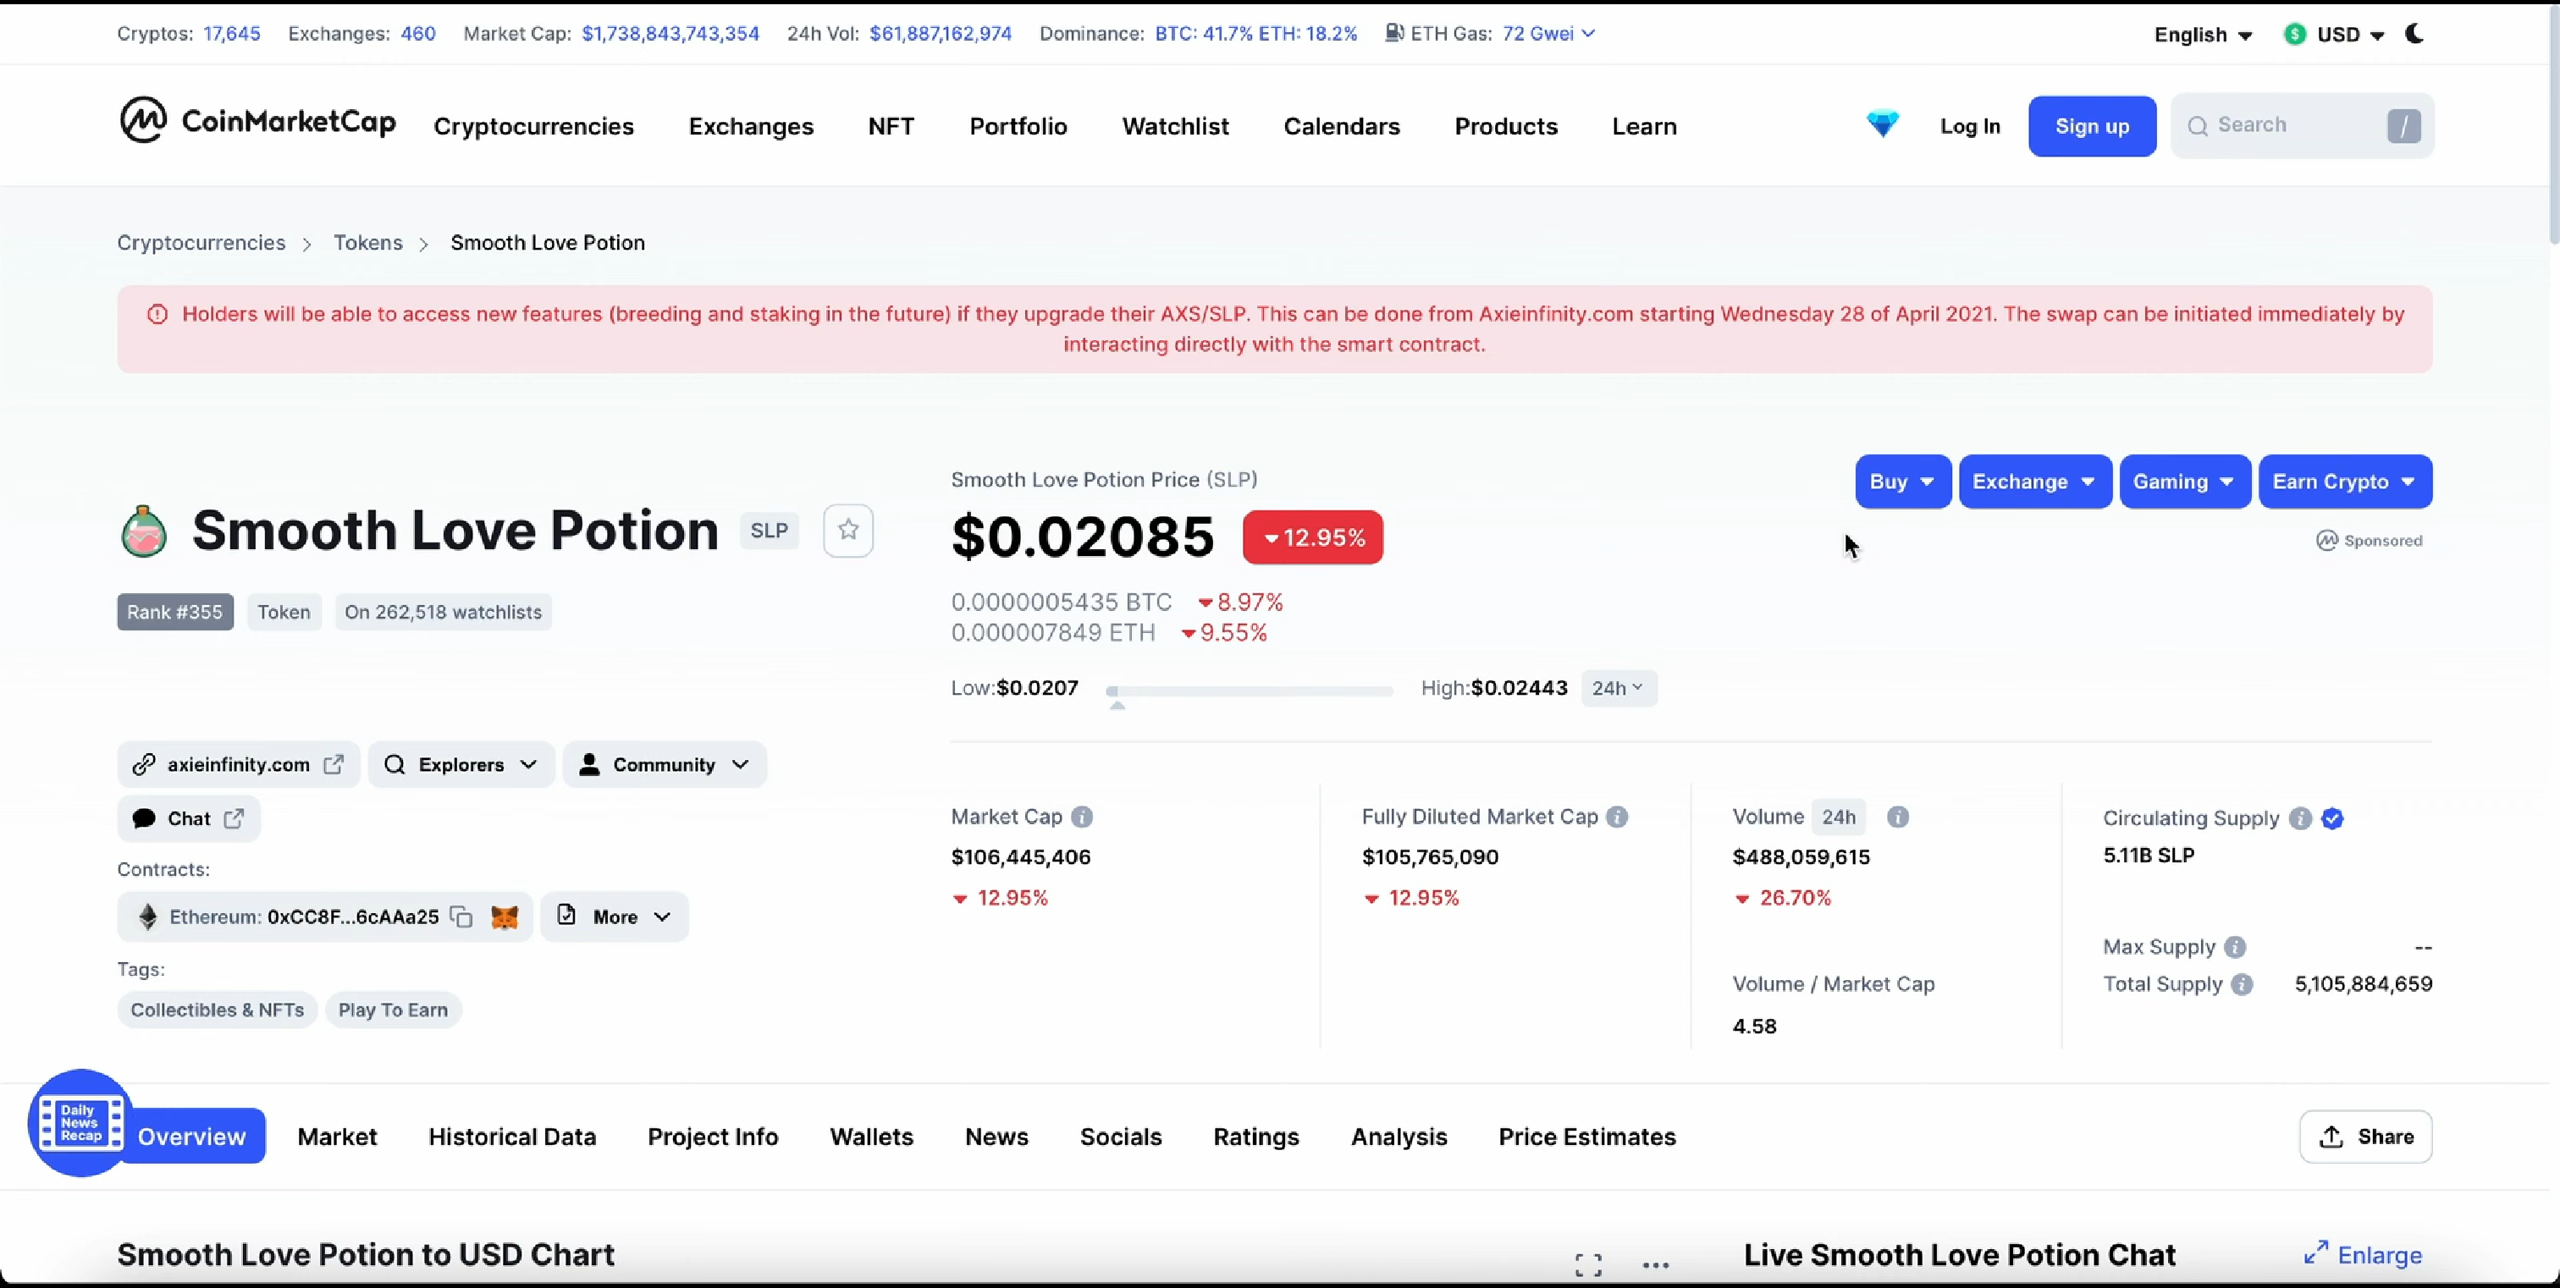 Cryptos: 17,645 Exchanges: 460 Market Cap: $1,738,843,743,354 24h Vol: $61,887,162,974 Dominance: BTC: 41.7% ETH: 18.2% ETH Gas: 72 Gwei English USD
CoinMarketCap Cryptocurrencies Exchanges NFT Portfolio Watchlist Calendars Products Learn Log In Sign up Search /
Cryptocurrencies > Tokens > Smooth Love Potion
Holders will be able to access new features (breeding and staking in the future) if they upgrade their AXS/SLP. This can be done from Axieinfinity.com starting Wednesday 28 of April 2021. The swap can be initiated immediately by
interacting directly with the smart contract.
Smooth Love Potion SLP
Rank #355 Token On 262,518 watchlists
axieinfinity.com Explorers Community
Chat
Contracts:
Ethereum: 0xCC8F...6cAAa25 More
Tags:
Collectibles & NFTs Play To Earn
Smooth Love Potion Price (SLP)
$0.02085 12.95%
0.0000005435 BTC 8.97%
0.000007849 ETH 9.55%
Low:$0.0207 High:$0.02443 24h
Buy Exchange Gaming Earn Crypto
Sponsored
Market Cap
$106,445,406
12.95%
Fully Diluted Market Cap
$105,765,090
12.95%
Volume 24h
$488,059,615
26.70%
Volume / Market Cap
4.58
Circulating Supply
5.11B SLP
Max Supply --
Total Supply 5,105,884,659
Daily
News
Recap
Overview Market Historical Data Project Info Wallets News Socials Ratings Analysis Price Estimates Share
Smooth Love Potion to USD Chart
Live Smooth Love Potion Chat Enlarge